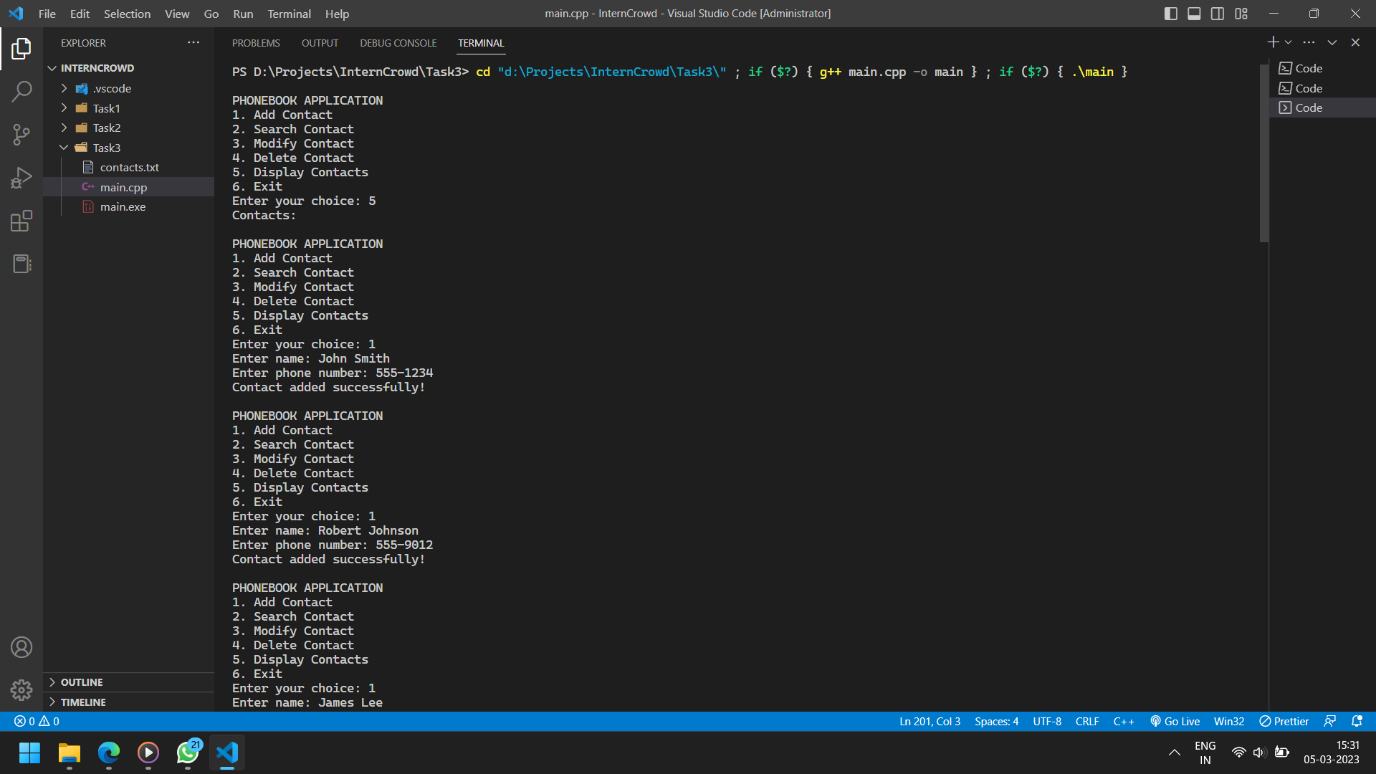 File Edit Selection View Go Run Terminal Help
main.cpp - InternCrowd - Visual Studio Code [Administrator]
EXPLORER
INTERNCROWD
.vscode
Task1
Task2
Task3
contacts.txt
main.cpp
main.exe
OUTLINE
TIMELINE
PROBLEMS OUTPUT DEBUG CONSOLE TERMINAL
PS D:\Projects\InternCrowd\Task3> cd "d:\Projects\InternCrowd\Task3\" ; if ($?) { g++ main.cpp -o main } ; if ($?) { .\main }
PHONEBOOK APPLICATION
1. Add Contact
2. Search Contact
3. Modify Contact
4. Delete Contact
5. Display Contacts
6. Exit
Enter your choice: 5
Contacts:
PHONEBOOK APPLICATION
1. Add Contact
2. Search Contact
3. Modify Contact
4. Delete Contact
5. Display Contacts
6. Exit
Enter your choice: 1
Enter name: John Smith
Enter phone number: 555-1234
Contact added successfully!
PHONEBOOK APPLICATION
1. Add Contact
2. Search Contact
3. Modify Contact
4. Delete Contact
5. Display Contacts
6. Exit
Enter your choice: 1
Enter name: Robert Johnson
Enter phone number: 555-9012
Contact added successfully!
PHONEBOOK APPLICATION
1. Add Contact
2. Search Contact
3. Modify Contact
4. Delete Contact
5. Display Contacts
6. Exit
Enter your choice: 1
Enter name: James Lee
Code
Code
Code
0 0
Ln 201, Col 3 Spaces: 4 UTF-8 CRLF C++ Go Live Win32 Prettier
21
ENG
IN
15:31
05-03-2023